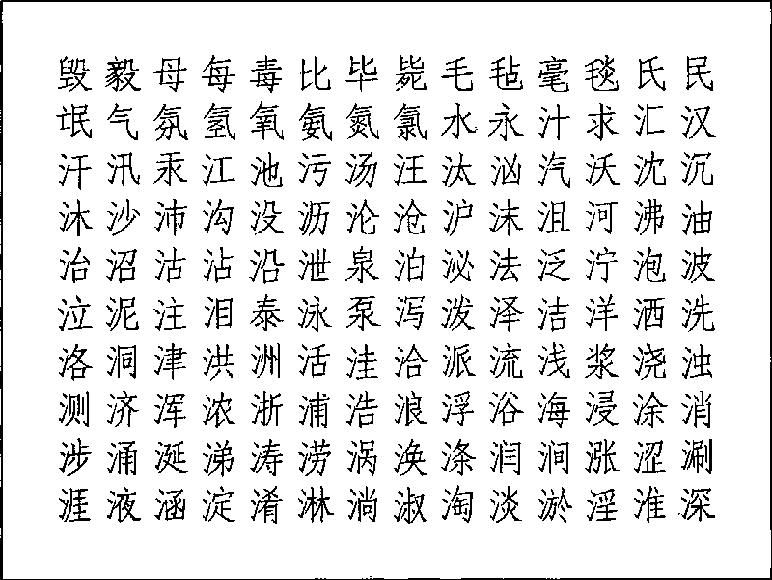 毁毅母每毒比毕毙毛毡毫毯氏民
氓气氛氢氧氨氮氯水永汁求汇汉
汗汛汞江池污汤汪汰汹汽沃沈沉
沐沙沛沟没沥沦沧沪沫沮河沸油
治沼沽沾沿泄泉泊泌法泛泞泡波
泣泥注泪泰泳泵泻泼泽洁洋洒洗
洛洞津洪洲活洼洽派流浅浆浇浊
测济浑浓浙浦浩浪浮浴海浸涂消
涉涌涎涕涛涝涡涣涤润涧涨涩涮
涯液涵淀淆淋淌淑淘淡淤淫淮深